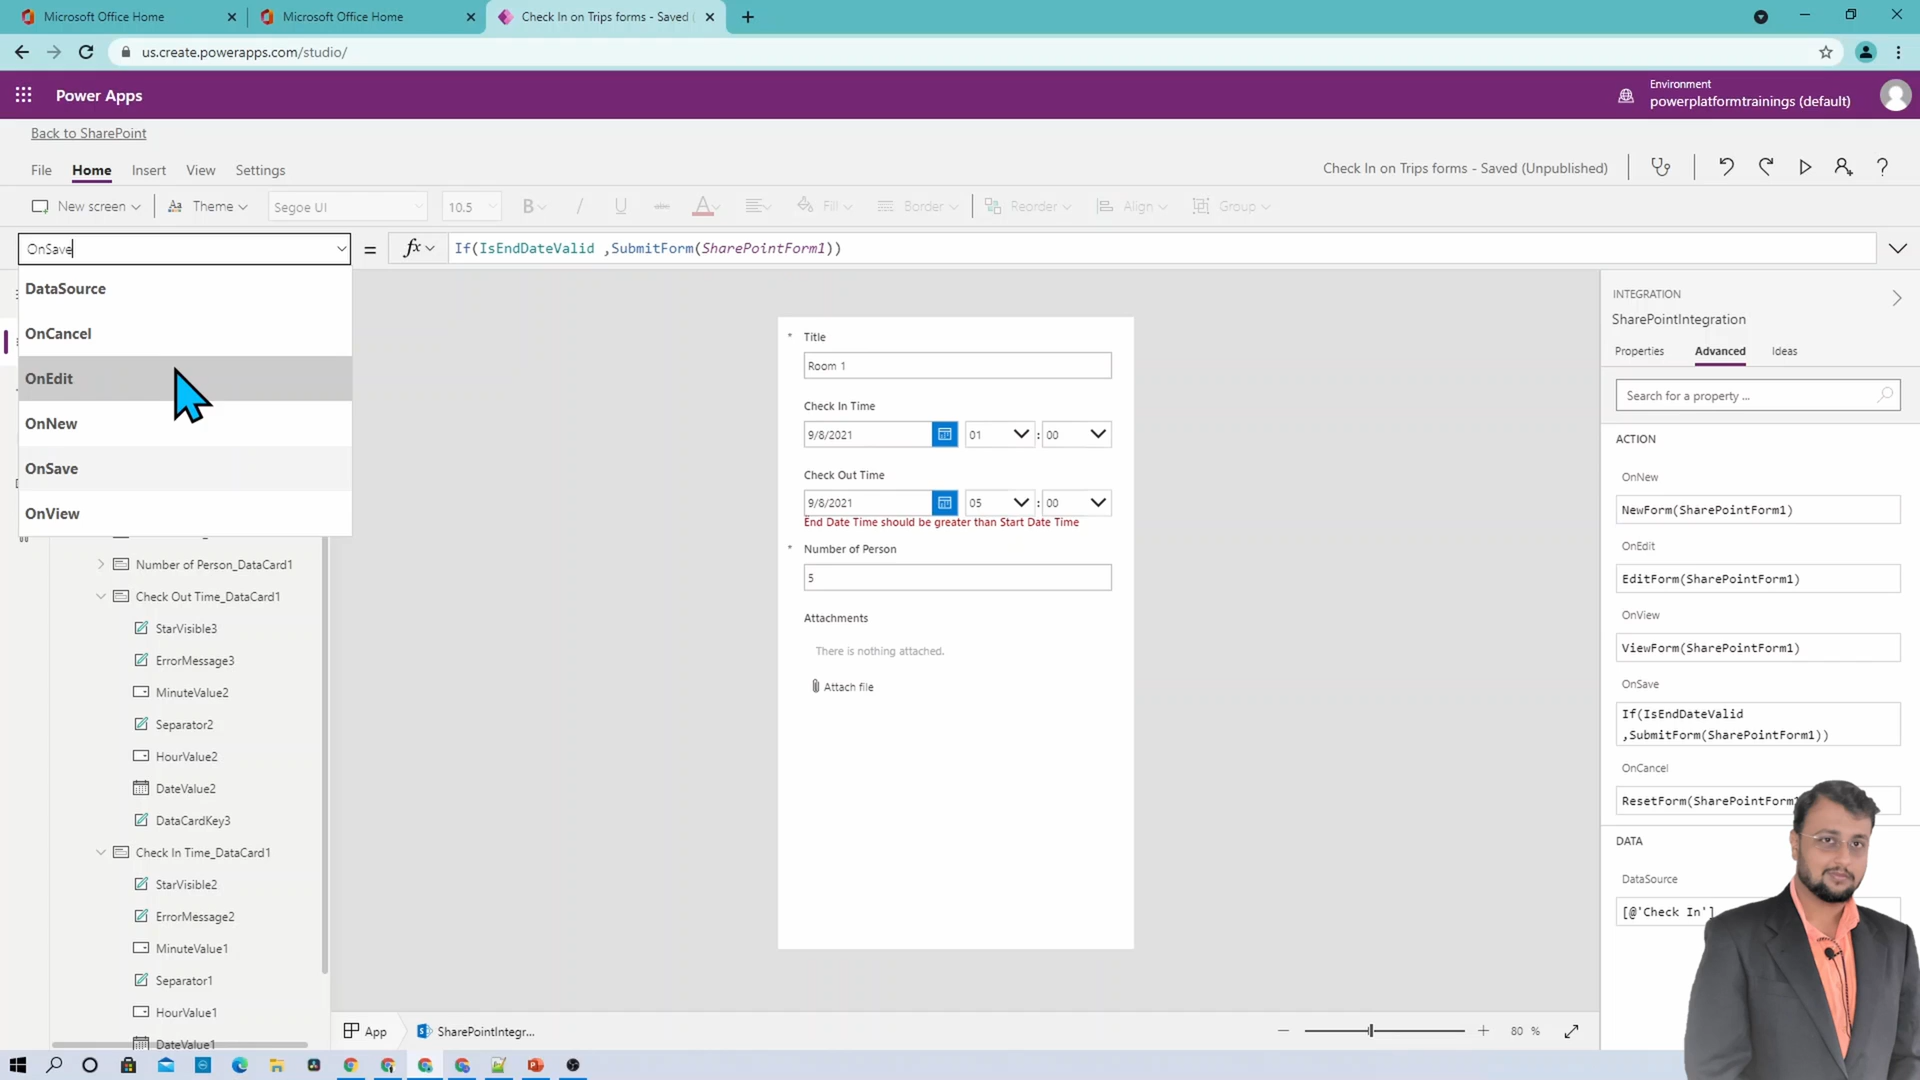 Microsoft Office Home
Microsoft Office Home
Check In on Trips forms - Saved (
us.create.powerapps.com/studio/
Power Apps
Environment
powerplatformtrainings (default)
Back to SharePoint
File Home Insert View Settings
Check In on Trips forms - Saved (Unpublished)
New screen Theme Segoe UI 10.5 B / U abc A Fill Border Reorder Align Group
OnSave = fx If(IsEndDateValid ,SubmitForm(SharePointForm1))
DataSource
OnCancel
OnEdit
OnNew
OnSave
OnView
Number of Person_DataCard1
Check Out Time_DataCard1
StarVisible3
ErrorMessage3
MinuteValue2
Separator2
HourValue2
DateValue2
DataCardKey3
Check In Time_DataCard1
StarVisible2
ErrorMessage2
MinuteValue1
Separator1
HourValue1
DateValue1
* Title
Room 1
Check In Time
9/8/2021 01 : 00
Check Out Time
9/8/2021 05 : 00
End Date Time should be greater than Start Date Time
* Number of Person
5
Attachments
There is nothing attached.
Attach file
App SharePointIntegr...
80 %
INTEGRATION
SharePointIntegration
Properties Advanced Ideas
Search for a property ...
ACTION
OnNew
NewForm(SharePointForm1)
OnEdit
EditForm(SharePointForm1)
OnView
ViewForm(SharePointForm1)
OnSave
If(IsEndDateValid
,SubmitForm(SharePointForm1))
OnCancel
ResetForm(SharePointForm1
DATA
DataSource
[@'Check In']